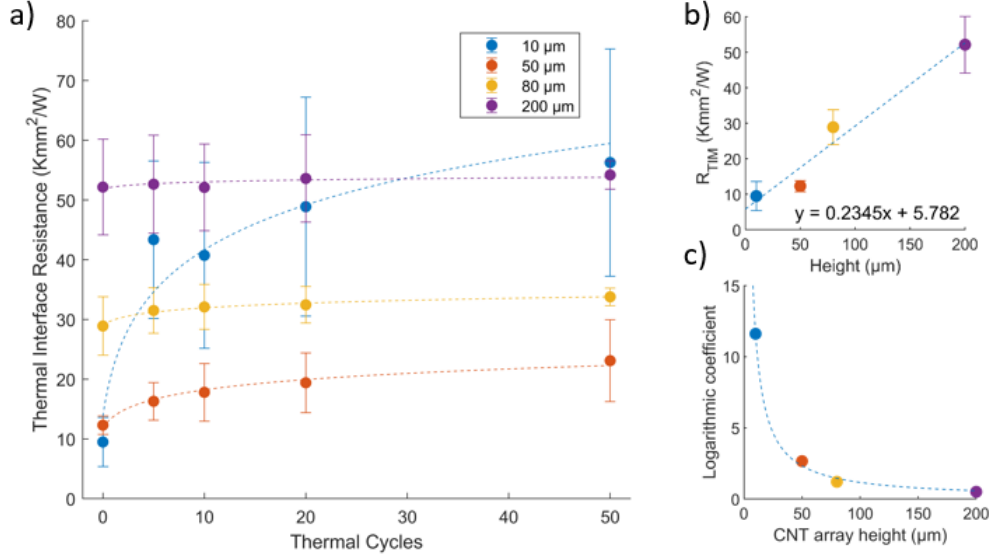 a)
Thermal Interface Resistance (Kmm²/W)
80
70
60
50
40
30
20
10
0
10 µm
50 µm
80 µm
200 µm
0
10
20
30
40
50
Thermal Cycles
b)
R_TIM (Kmm²/W)
60
50
40
30
20
10
0
y = 0.2345x + 5.782
0
50
100
150
200
Height (µm)
c)
Logarithmic coefficient
15
10
5
0
0
50
100
150
200
CNT array height (µm)